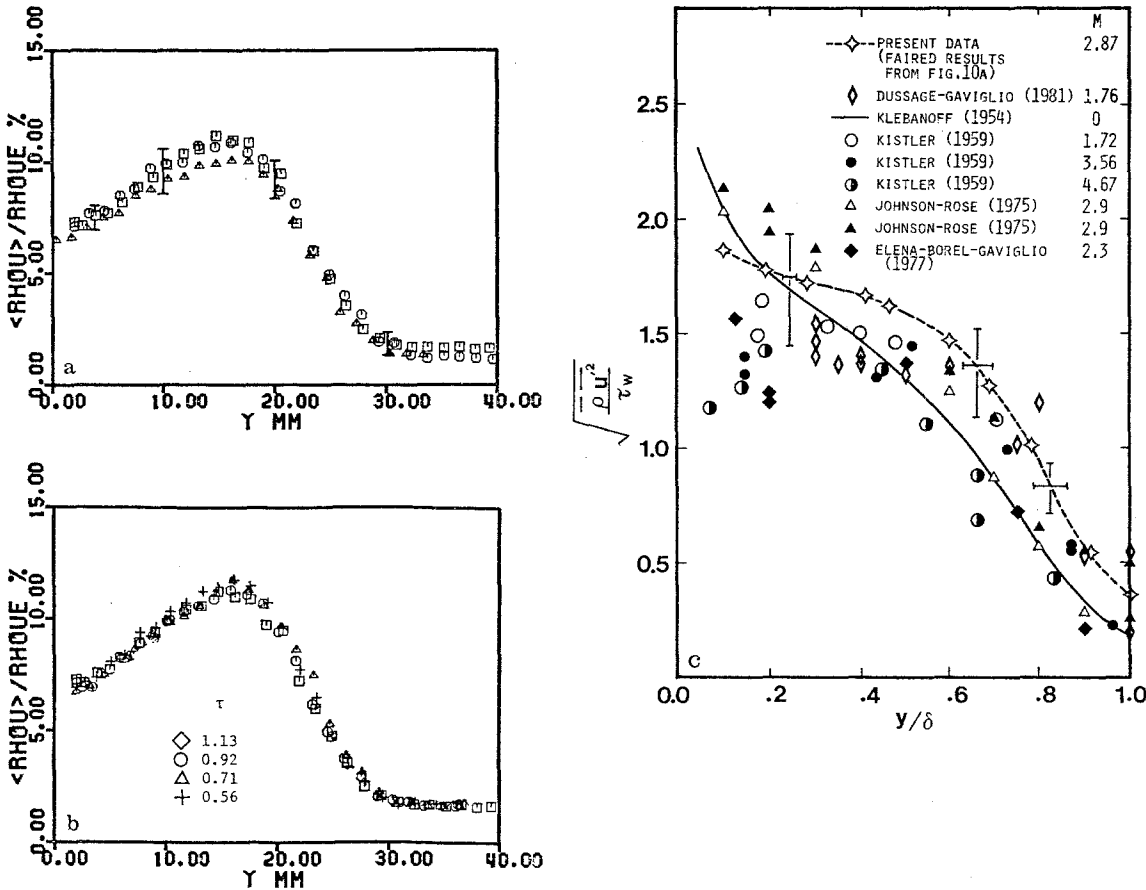 15.00
10.00
5.00
0.00
<RHOU>/RHOUE %
a
0.00
10.00
20.00
30.00
40.00
Y MM
15.00
10.00
5.00
0.00
<RHOU>/RHOUE %
τ
1.13
0.92
0.71
0.56
b
0.00
10.00
20.00
30.00
40.00
Y MM
M
PRESENT DATA 2.87
(FAIRED RESULTS
FROM FIG.10A)
DUSSAGE-GAVIGLIO (1981) 1.76
KLEBANOFF (1954) 0
KISTLER (1959) 1.72
KISTLER (1959) 3.56
KISTLER (1959) 4.67
JOHNSON-ROSE (1975) 2.9
JOHNSON-ROSE (1975) 2.9
ELENA-BOREL-GAVIGLIO 2.3
(1977)
2.5
2.0
1.5
1.0
0.5
√(ρ̅ u'²̅ / τw)
c
0.0
.2
.4
.6
.8
1.0
y/δ